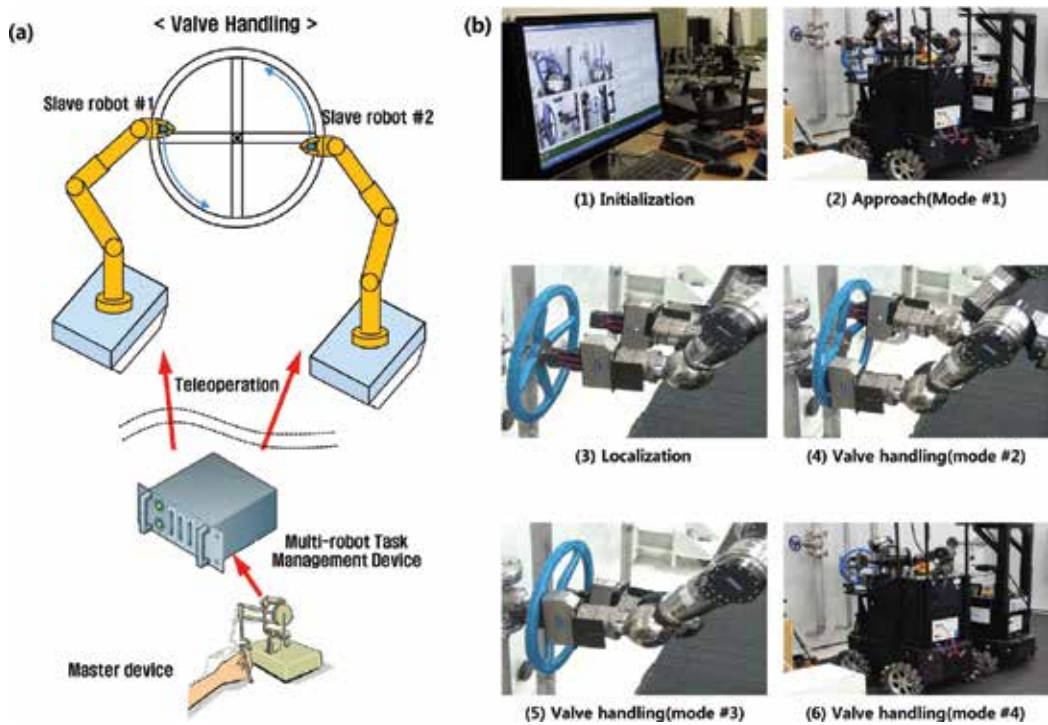 (a)
< Valve Handling >
Slave robot #1
Slave robot #2
Teleoperation
Multi-robot Task
Management Device
Master device
(b)
(1) Initialization
(2) Approach(Mode #1)
(3) Localization
(4) Valve handling(mode #2)
(5) Valve handling(mode #3)
(6) Valve handling(mode #4)